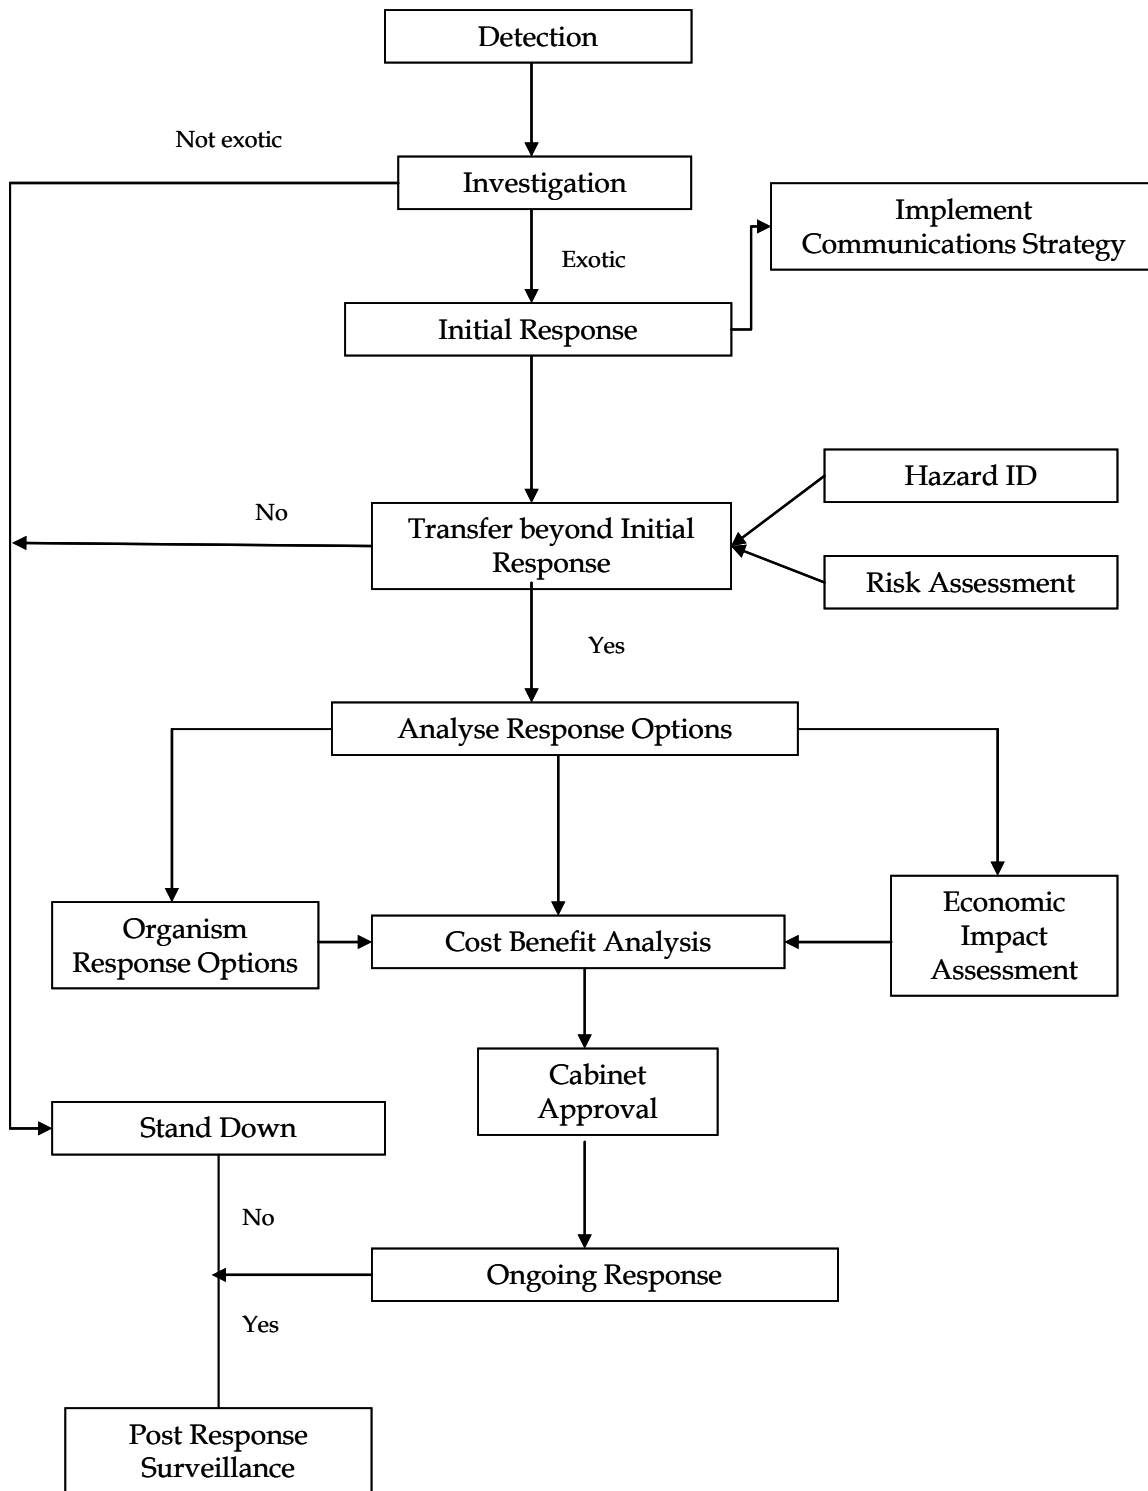 Detection
Not exotic
Investigation
Implement
Communications Strategy
Exotic
Initial Response
Hazard ID
No
Transfer beyond Initial
Response
Risk Assessment
Yes
Analyse Response Options
Organism
Response Options
Cost Benefit Analysis
Economic
Impact
Assessment
Cabinet
Approval
Stand Down
No
Ongoing Response
Yes
Post Response
Surveillance